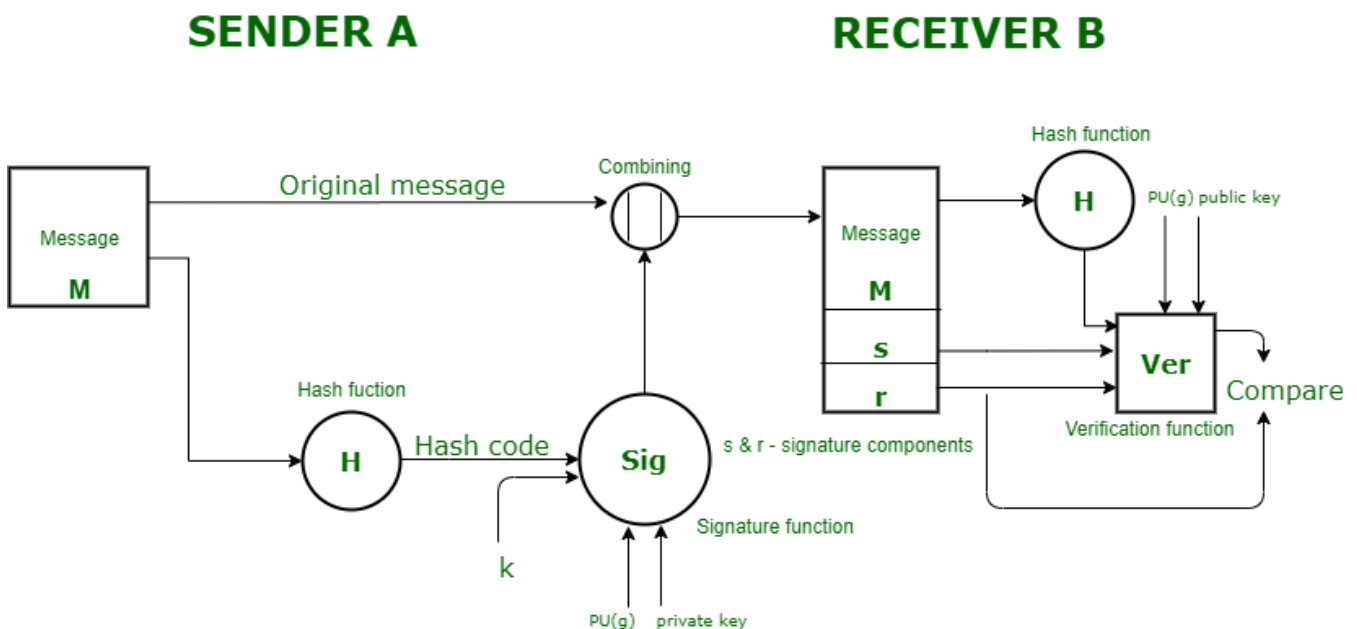 SENDER A
RECEIVER B
Hash function
Combining
Original message
H
PU(g) public key
Message
M
Message
M
s
r
Ver
Compare
Verification function
Hash fuction
H
Hash code
Sig
s & r - signature components
Signature function
k
PU(g)
private key